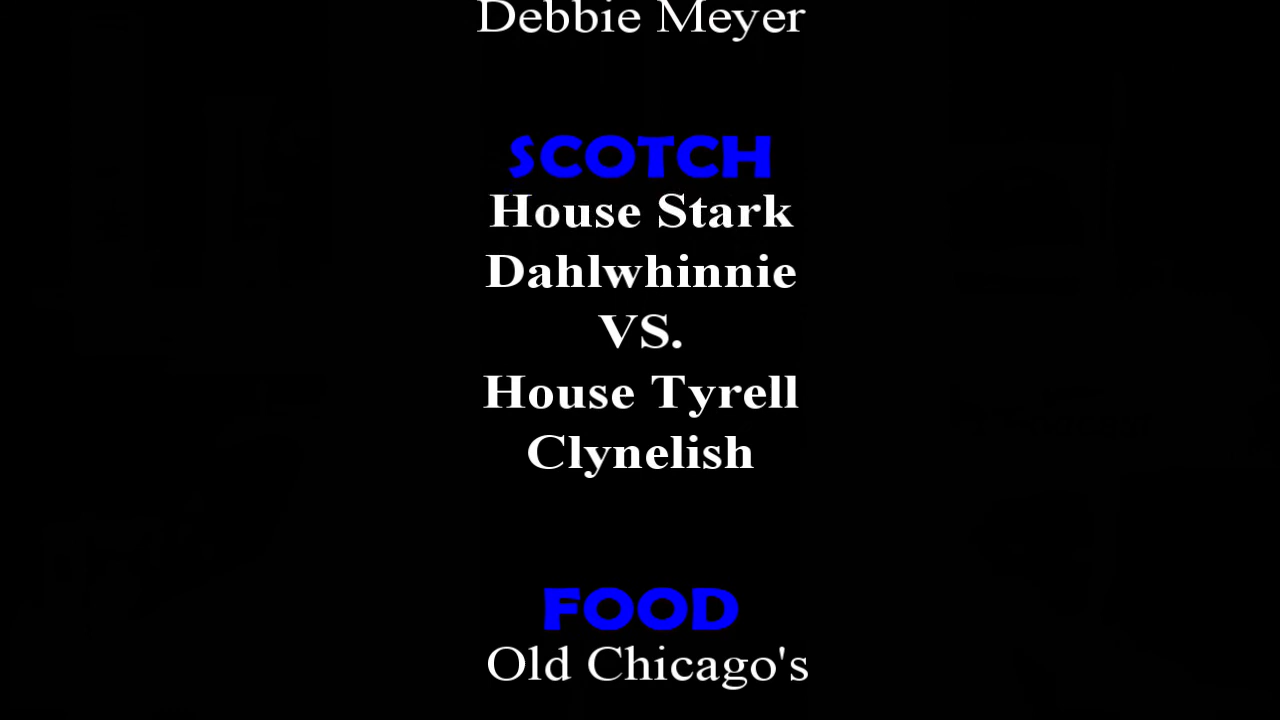 Debbie Meyer
SCOTCH
House Stark
Dahlwhinnie
VS.
House Tyrell
Clynelish
FOOD
Old Chicago's